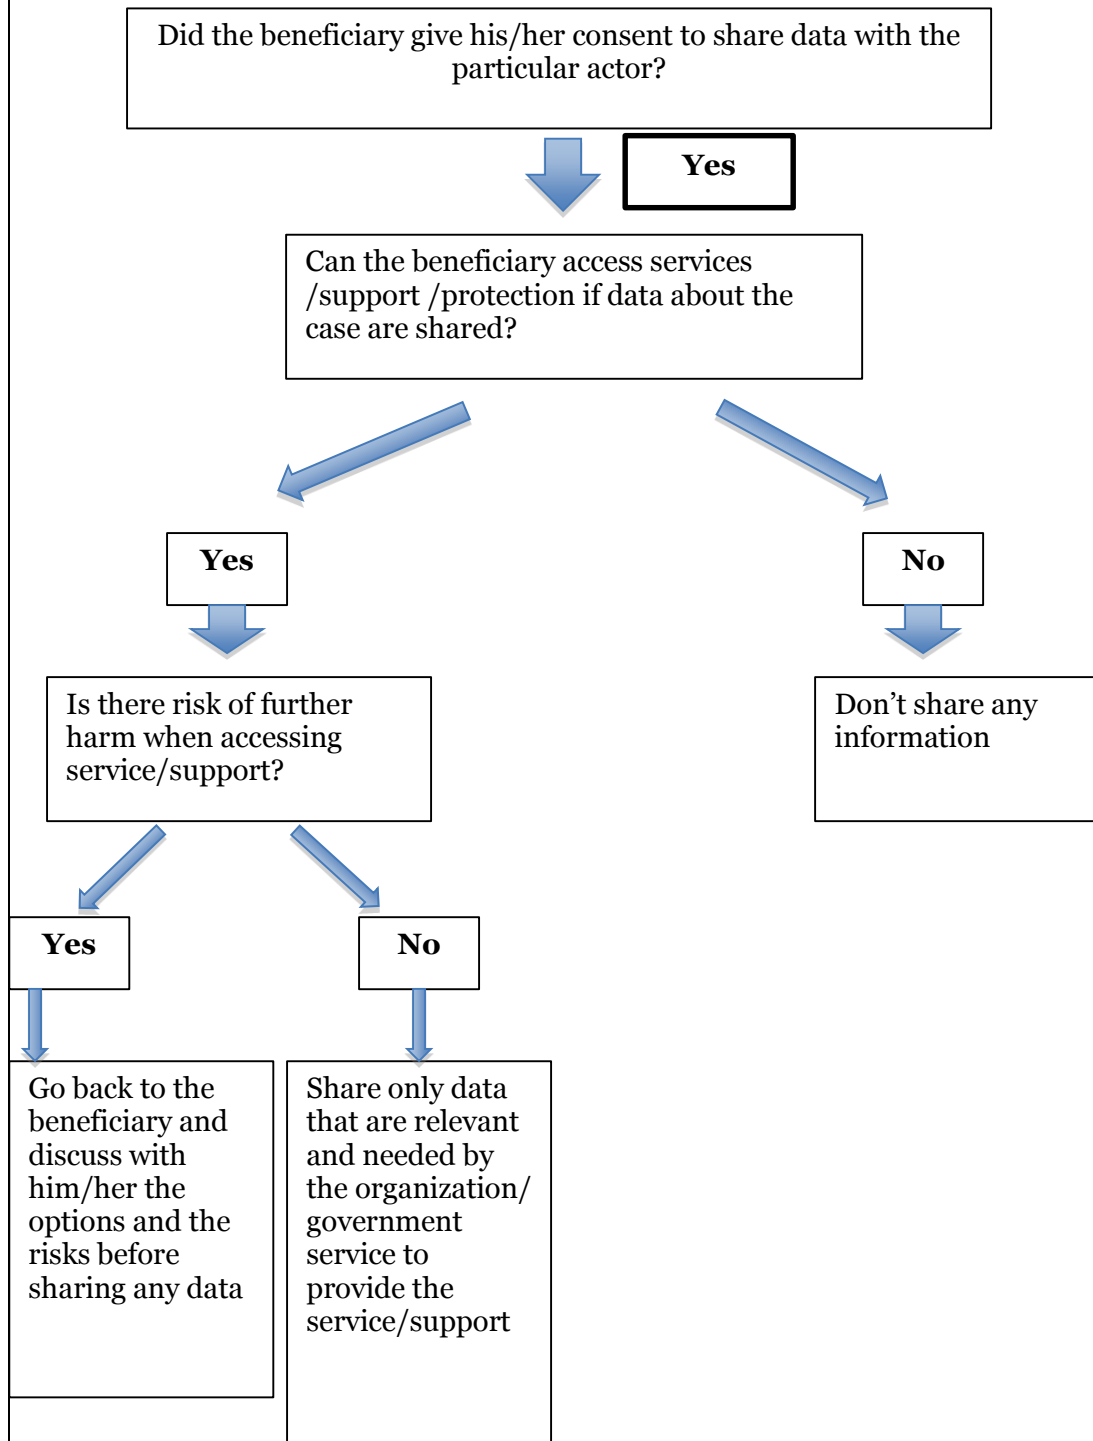 Did the beneficiary give his/her consent to share data with the
particular actor?
Yes
Can the beneficiary access services
/support /protection if data about the
case are shared?
Yes
No
Is there risk of further
harm when accessing
service/support?
Don’t share any
information
Yes
No
Go back to the
beneficiary and
discuss with
him/her the
options and the
risks before
sharing any data
Share only data
that are relevant
and needed by
the organization/
government
service to
provide the
service/support